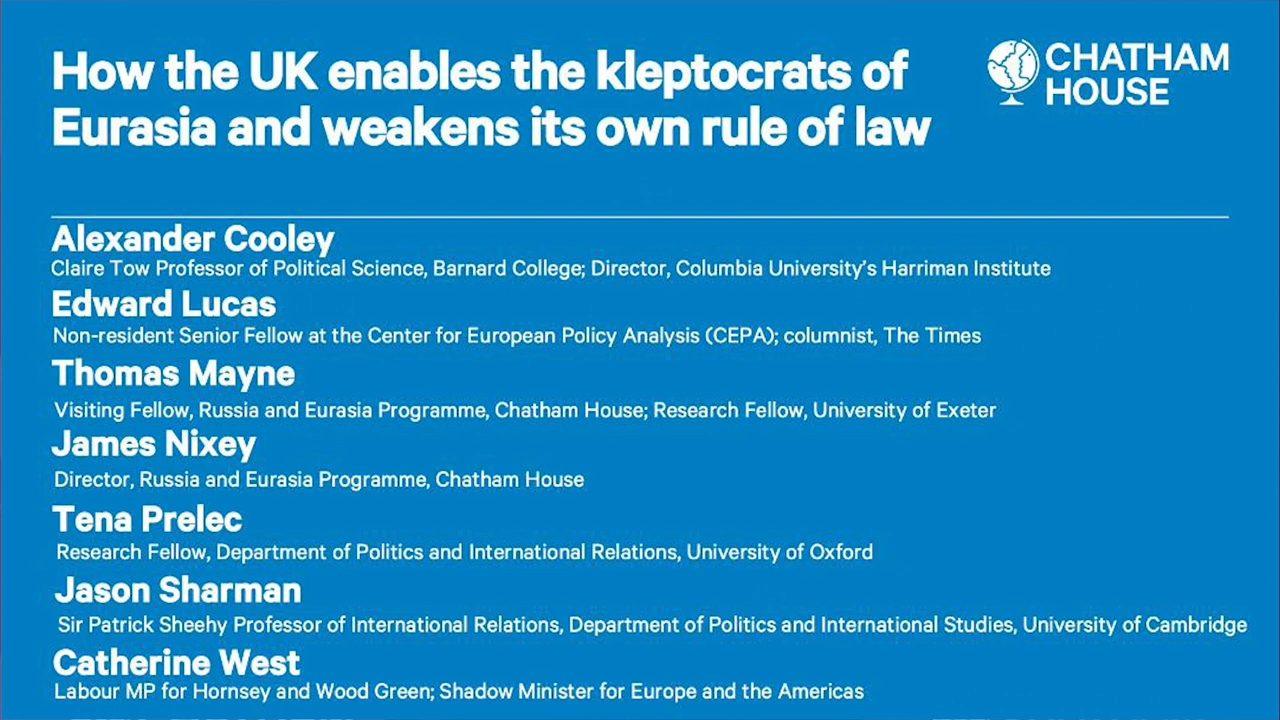 How the UK enables the kleptocrats of
Eurasia and weakens its own rule of law
CHATHAM
HOUSE
Alexander Cooley
Claire Tow Professor of Political Science, Barnard College; Director, Columbia University's Harriman Institute
Edward Lucas
Non-resident Senior Fellow at the Center for European Policy Analysis (CEPA); columnist, The Times
Thomas Mayne
Visiting Fellow, Russia and Eurasia Programme, Chatham House; Research Fellow, University of Exeter
James Nixey
Director, Russia and Eurasia Programme, Chatham House
Tena Prelec
Research Fellow, Department of Politics and International Relations, University of Oxford
Jason Sharman
Sir Patrick Sheehy Professor of International Relations, Department of Politics and International Studies, University of Cambridge
Catherine West
Labour MP for Hornsey and Wood Green; Shadow Minister for Europe and the Americas